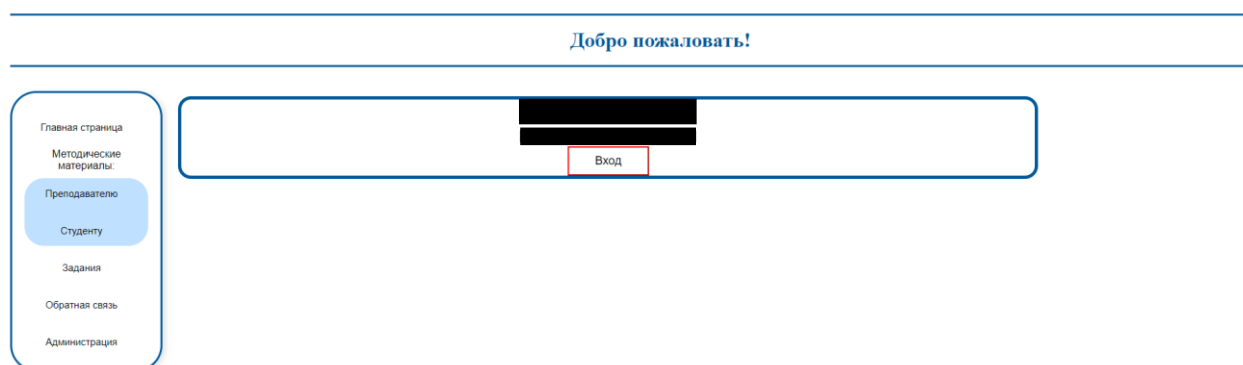 Добро пожаловать!
Главная страница
Методические
материалы:
Преподавателю
Студенту
Задания
Обратная связь
Администрация
Вход